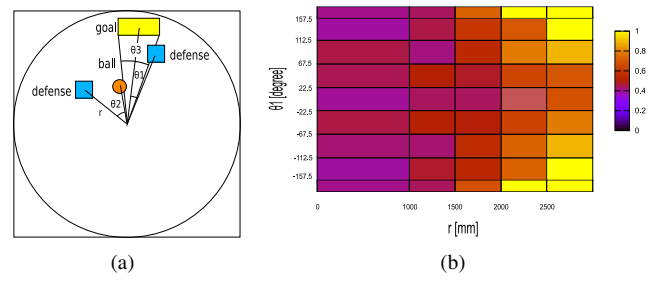 goal
defense
θ3
ball
θ1
defense
θ2
r
(a)
θ1 [degree]
157.5
112.5
67.5
22.5
-22.5
-67.5
-112.5
-157.5
0
1000
1500
2000
2500
r [mm]
1
0.8
0.6
0.4
0.2
0
(b)